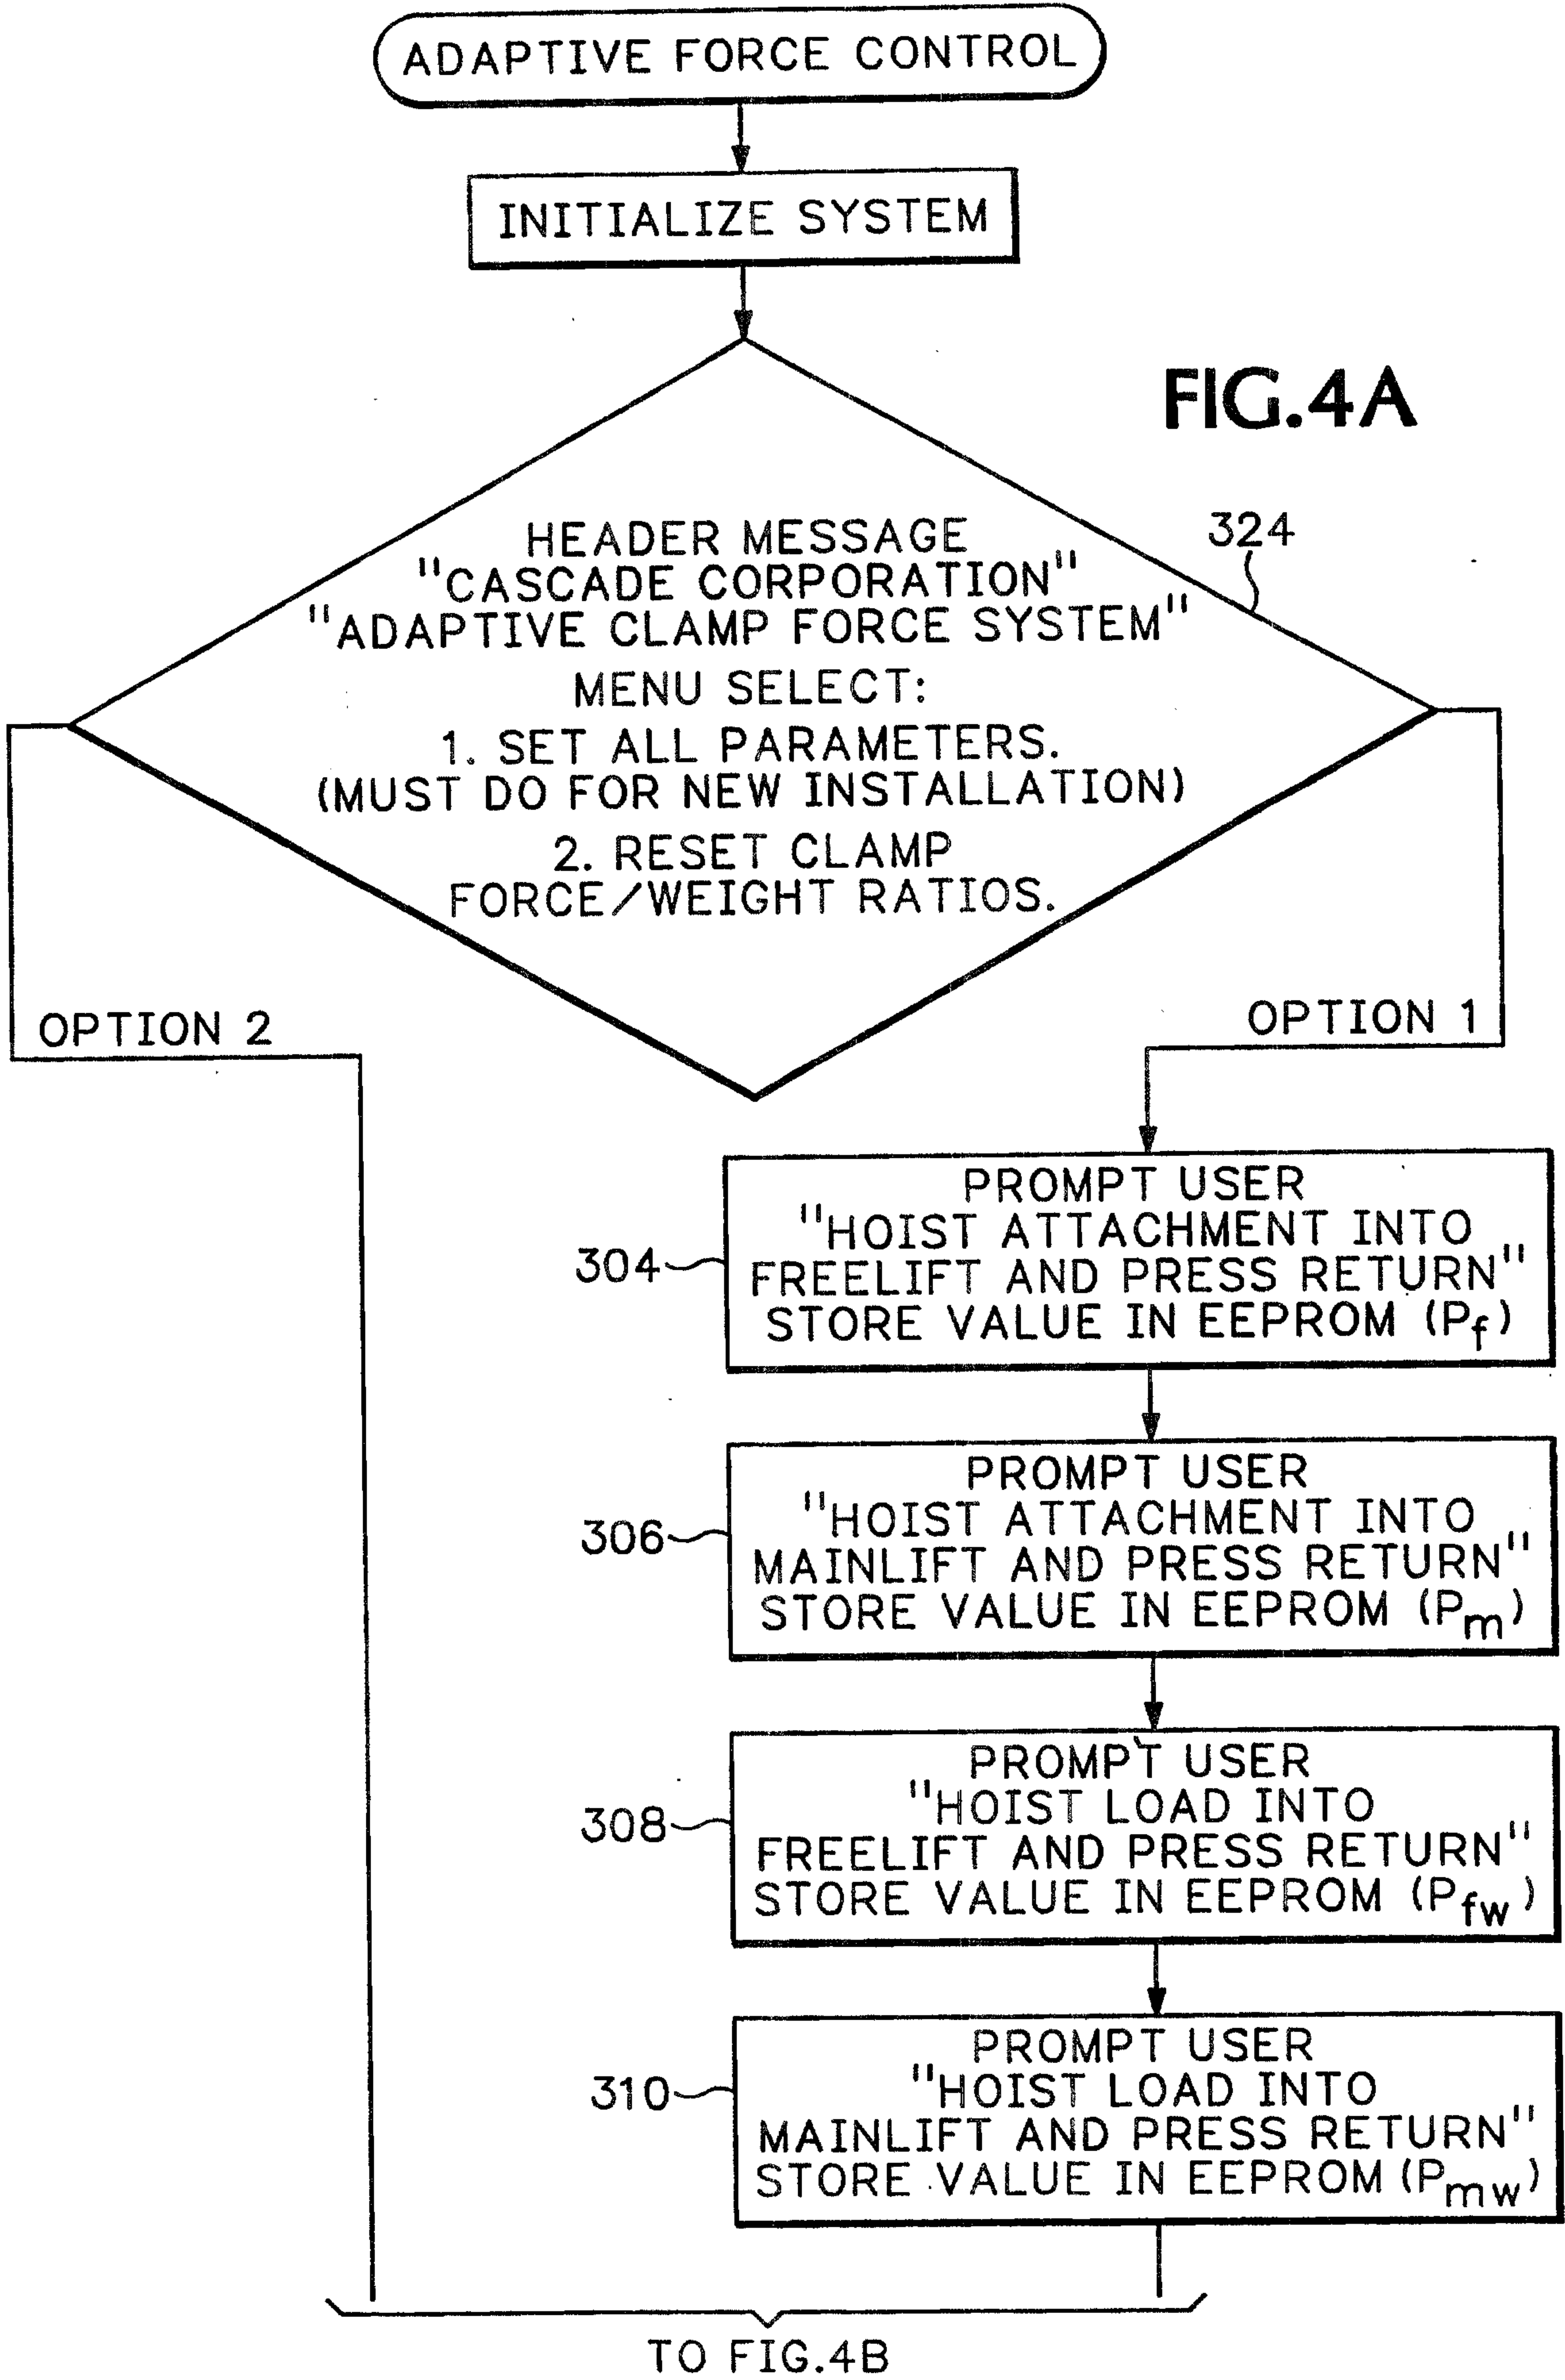 ADAPTIVE FORCE CONTROL
INITIALIZE SYSTEM
FIG.4A
324
HEADER MESSAGE
"CASCADE CORPORATION"
"ADAPTIVE CLAMP FORCE SYSTEM"
MENU SELECT:
1. SET ALL PARAMETERS.
(MUST DO FOR NEW INSTALLATION)
2. RESET CLAMP
FORCE/WEIGHT RATIOS.
OPTION 2
OPTION 1
PROMPT USER
"HOIST ATTACHMENT INTO
FREELIFT AND PRESS RETURN"
STORE VALUE IN EEPROM (Pf)
304
PROMPT USER
"HOIST ATTACHMENT INTO
MAINLIFT AND PRESS RETURN"
STORE VALUE IN EEPROM (Pm)
306
PROMPT USER
"HOIST LOAD INTO
FREELIFT AND PRESS RETURN"
STORE VALUE IN EEPROM (Pfw)
308
PROMPT USER
"HOIST LOAD INTO
MAINLIFT AND PRESS RETURN"
STORE VALUE IN EEPROM (Pmw)
310
TO FIG.4B